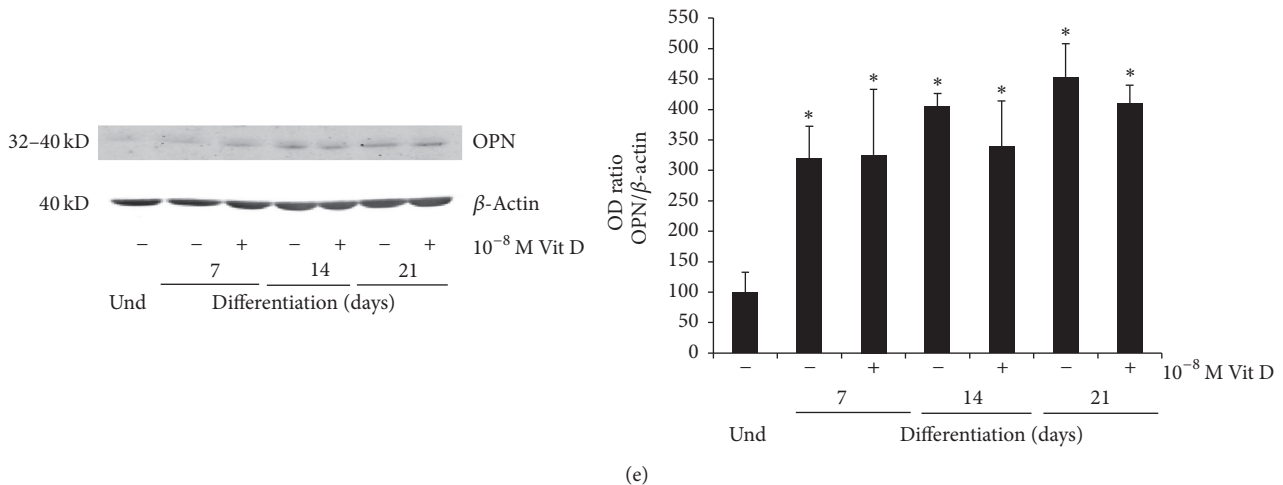 32–40 kD OPN
40 kD β-Actin
− − + − + − + 10⁻⁸ M Vit D
7 14 21
Und Differentiation (days)
OD ratio
OPN/β-actin
550
500
450
400
350
300
250
200
150
100
50
0
* * * * * *
− − + − + − + 10⁻⁸ M Vit D
7 14 21
Und Differentiation (days)
(e)